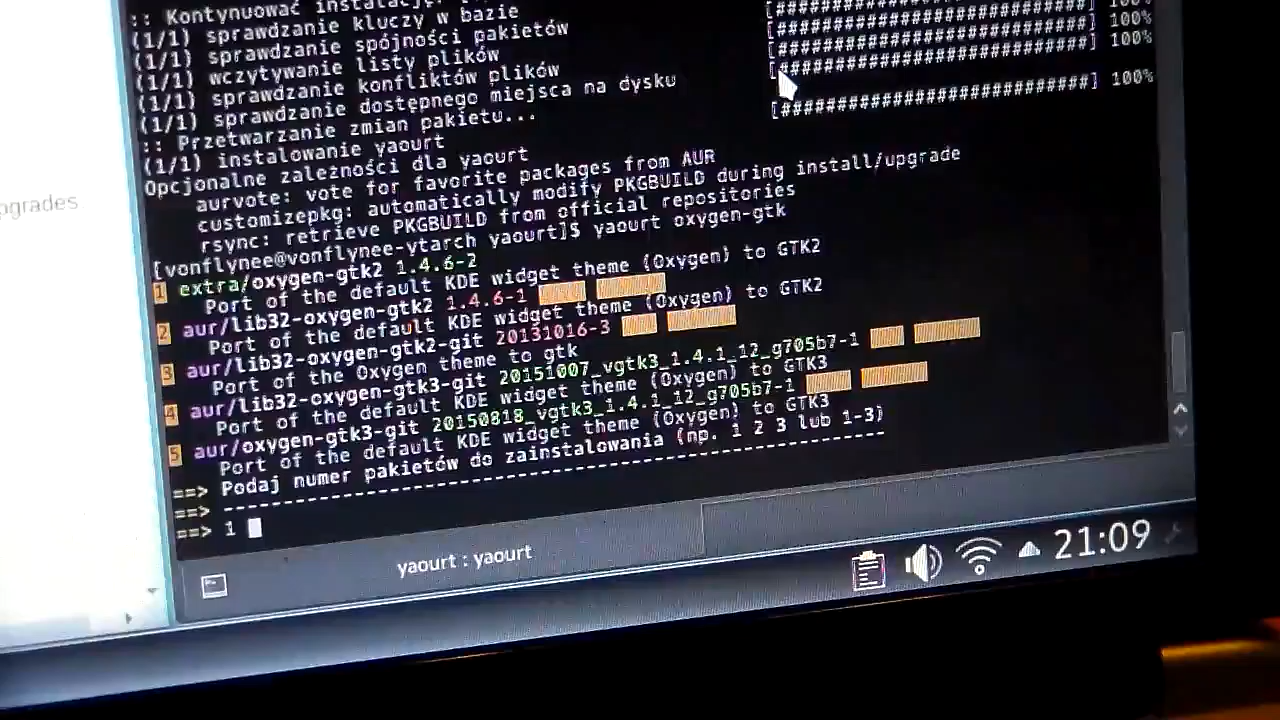 :: Kontynuować
(1/1) sprawdzanie kluczy w bazie [##############################] 100%
(1/1) sprawdzanie spójności pakietów [##############################] 100%
(1/1) wczytywanie listy plików [##############################] 100%
(1/1) sprawdzanie konfliktów plików
(1/1) sprawdzanie dostępnego miejsca na dysku [##############################] 100%
:: Przetwarzanie zmian pakietu...
(1/1) instalowanie yaourt
Opcjonalne zależności dla yaourt
aurvote: vote for favorite packages from AUR
customizepkg: automatically modify PKGBUILD during install/upgrade
rsync: retrieve PKGBUILD from official repositories
[vonflynee@vonflynee-ytarch yaourt]$ yaourt oxygen-gtk
1 extra/oxygen-gtk2 1.4.6-2
Port of the default KDE widget theme (Oxygen) to GTK2
2 aur/lib32-oxygen-gtk2 1.4.6-1
Port of the default KDE widget theme (Oxygen) to GTK2
3 aur/lib32-oxygen-gtk2-git 20131016-3
Port of the Oxygen theme to gtk
4 aur/lib32-oxygen-gtk3-git 20151007_vgtk3_1.4.1_12_g705b7-1
Port of the default KDE widget theme (Oxygen) to GTK3
5 aur/oxygen-gtk3-git 20150818_vgtk3_1.4.1_12_g705b7-1
Port of the default KDE widget theme (Oxygen) to GTK3
==> Podaj numer pakietów do zainstalowania (np. 1 2 3 lub 1-3)
==> -------------------------------------------------------
==> 1
yaourt : yaourt
21:09